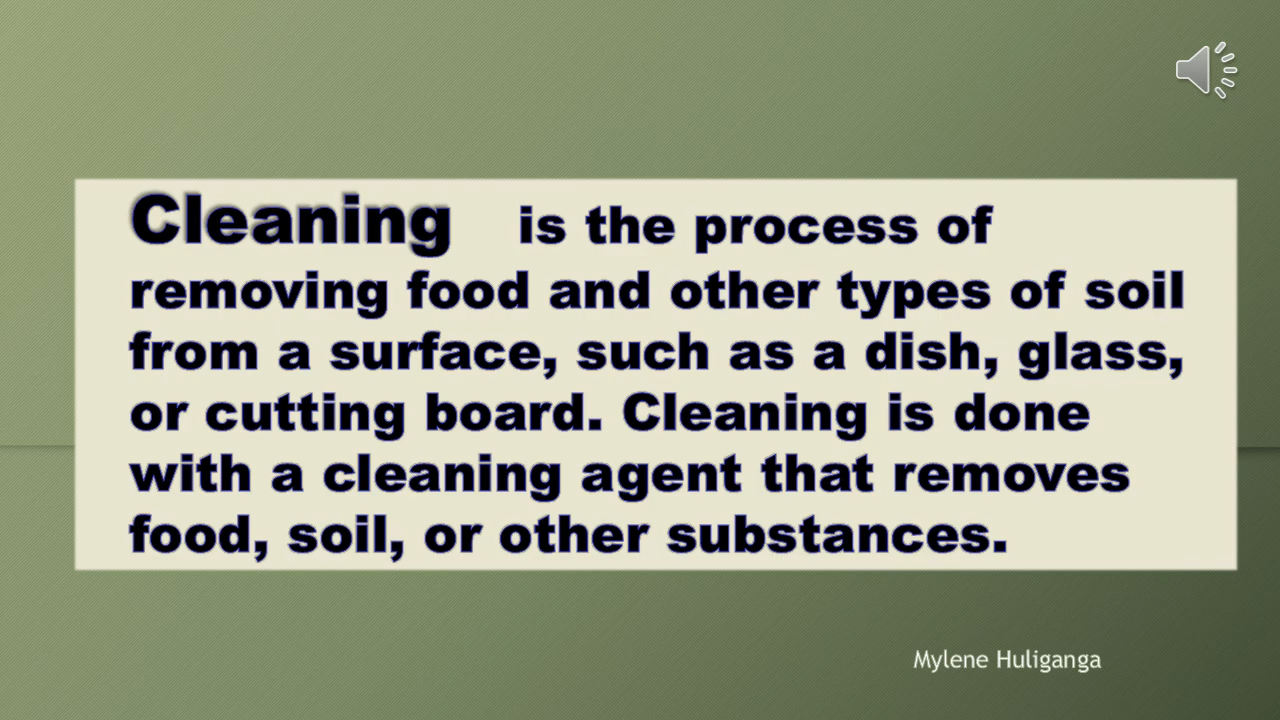 Cleaning is the process of
removing food and other types of soil
from a surface, such as a dish, glass,
or cutting board. Cleaning is done
with a cleaning agent that removes
food, soil, or other substances.
Mylene Huliganga